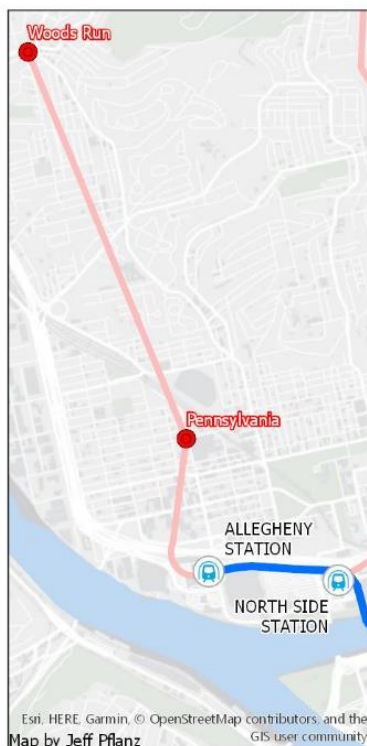 Woods Run
Pennsylvania
ALLEGHENY
STATION
NORTH SIDE
STATION
Esri, HERE, Garmin, © OpenStreetMap contributors, and the
GIS user community
Map by Jeff Pflanz